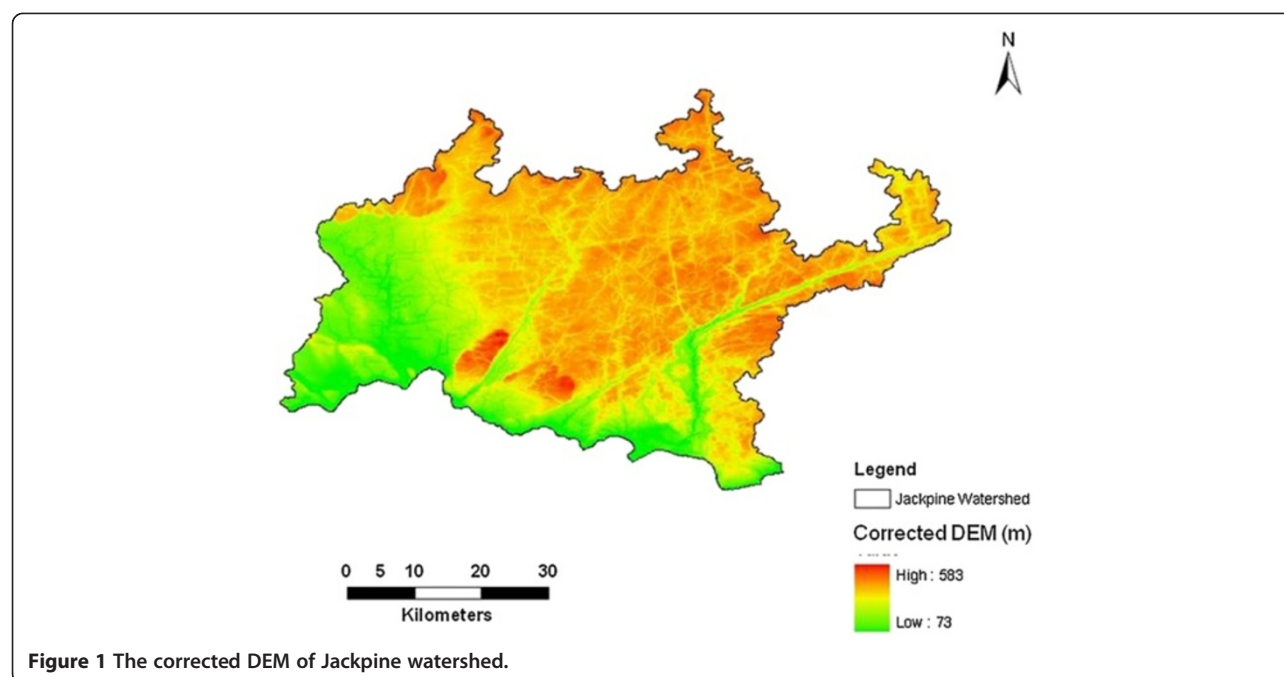 N
Legend
Jackpine Watershed
Corrected DEM (m)
High : 583
Low : 73
0 5 10 20 30
Kilometers
Figure 1 The corrected DEM of Jackpine watershed.